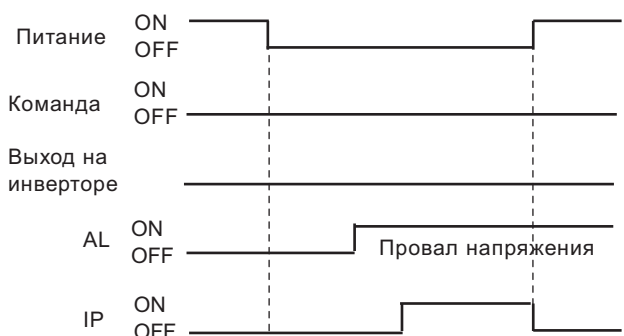 Питание
ON
OFF
Команда
ON
OFF
Выход на
инверторе
AL
ON
OFF
Провал напряжения
IP
ON
OFF